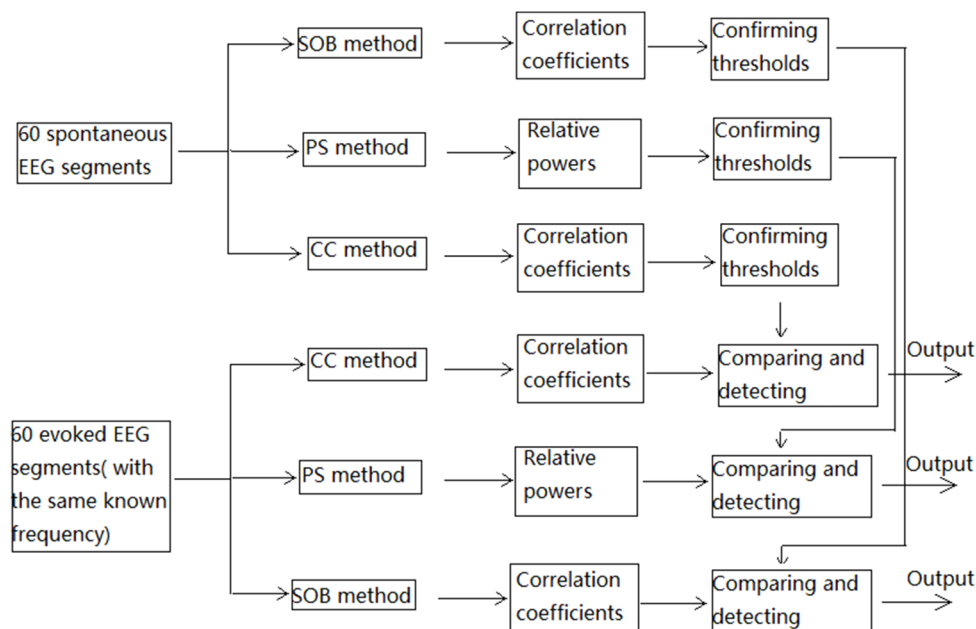 60 spontaneous
EEG segments
SOB method
Correlation
coefficients
Confirming
thresholds
PS method
Relative
powers
Confirming
thresholds
CC method
Correlation
coefficients
Confirming
thresholds
60 evoked EEG
segments( with
the same known
frequency)
CC method
Correlation
coefficients
Comparing and
detecting
Output
PS method
Relative
powers
Comparing and
detecting
Output
SOB method
Correlation
coefficients
Comparing and
detecting
Output